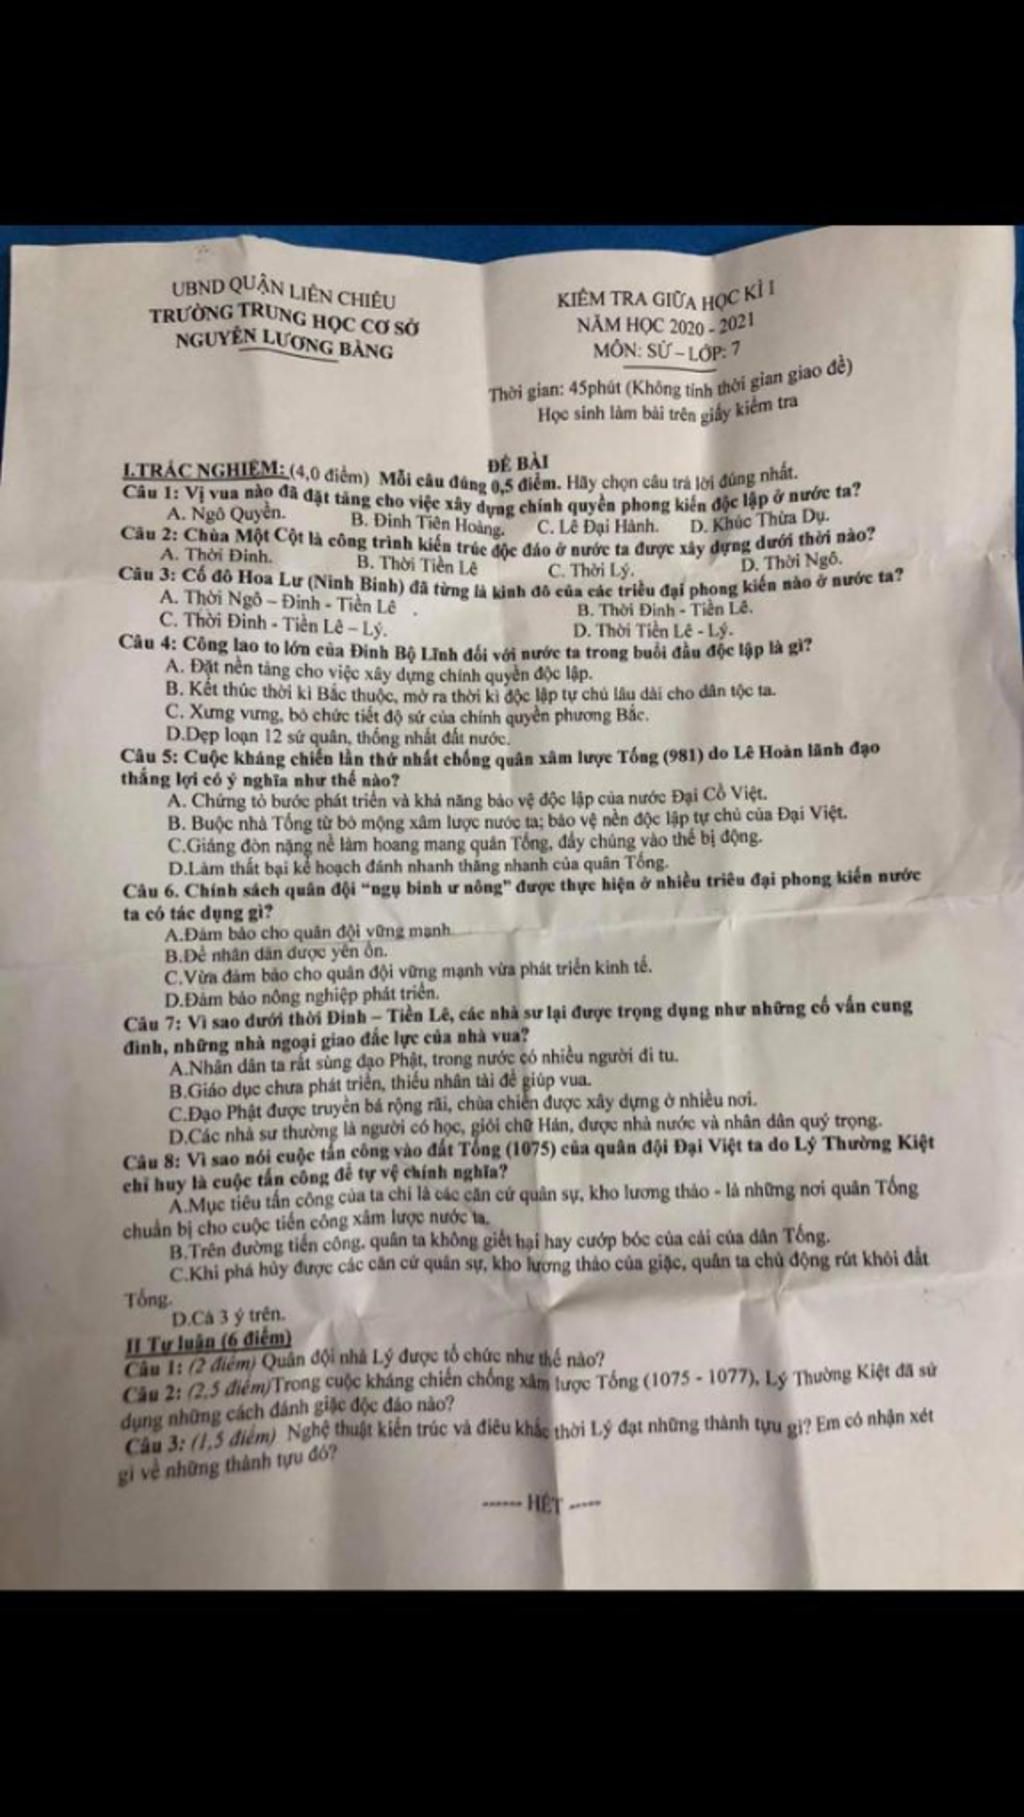 UBND QUẬN LIÊN CHIỂU
TRƯỜNG TRUNG HỌC CƠ SỞ
NGUYỄN LƯƠNG BẰNG
KIỂM TRA GIỮA HỌC KÌ I
NĂM HỌC 2020 - 2021
MÔN: SỬ – LỚP: 7
Thời gian: 45phút (Không tính thời gian giao đề)
Học sinh làm bài trên giấy kiểm tra
ĐỀ BÀI
I.TRẮC NGHIỆM: (4,0 điểm) Mỗi câu đúng 0,5 điểm. Hãy chọn câu trả lời đúng nhất.
Câu 1: Vị vua nào đã đặt tảng cho việc xây dựng chính quyền phong kiến độc lập ở nước ta?
A. Ngô Quyền. B. Đinh Tiên Hoàng. C. Lê Đại Hành. D. Khúc Thừa Dụ.
Câu 2: Chùa Một Cột là công trình kiến trúc độc đáo ở nước ta được xây dựng dưới thời nào?
A. Thời Đinh. B. Thời Tiền Lê C. Thời Lý. D. Thời Ngô.
Câu 3: Cố đô Hoa Lư (Ninh Bình) đã từng là kinh đô của các triều đại phong kiến nào ở nước ta?
A. Thời Ngô – Đinh - Tiền Lê B. Thời Đinh - Tiền Lê.
C. Thời Đinh - Tiền Lê – Lý. D. Thời Tiền Lê - Lý.
Câu 4: Công lao to lớn của Đinh Bộ Lĩnh đối với nước ta trong buổi đầu độc lập là gì?
A. Đặt nền tảng cho việc xây dựng chính quyền độc lập.
B. Kết thúc thời kì Bắc thuộc, mở ra thời kì độc lập tự chủ lâu dài cho dân tộc ta.
C. Xưng vưng, bỏ chức tiết độ sứ của chính quyền phương Bắc.
D.Dẹp loạn 12 sứ quân, thống nhất đất nước.
Câu 5: Cuộc kháng chiến lần thứ nhất chống quân xâm lược Tống (981) do Lê Hoàn lãnh đạo
thắng lợi có ý nghĩa như thế nào?
A. Chứng tỏ bước phát triển và khả năng bảo vệ độc lập của nước Đại Cồ Việt.
B. Buộc nhà Tống từ bỏ mộng xâm lược nước ta; bảo vệ nền độc lập tự chủ của Đại Việt.
C.Giáng đòn nặng nề làm hoang mang quân Tống, đẩy chúng vào thế bị động.
D.Làm thất bại kế hoạch đánh nhanh thắng nhanh của quân Tống.
Câu 6. Chính sách quân đội “ngụ binh ư nông” được thực hiện ở nhiều triêu đại phong kiến nước
ta có tác dụng gì?
A.Đảm bảo cho quân đội vững mạnh
B.Để nhân dân được yên ổn.
C.Vừa đảm bảo cho quân đội vững mạnh vừa phát triển kinh tế.
D.Đảm bảo nông nghiệp phát triển.
Câu 7: Vì sao dưới thời Đinh – Tiền Lê, các nhà sư lại được trọng dụng như những cố vấn cung
đình, những nhà ngoại giao đắc lực của nhà vua?
A.Nhân dân ta rất sùng đạo Phật, trong nước có nhiều người đi tu.
B.Giáo dục chưa phát triển, thiếu nhân tài để giúp vua.
C.Đạo Phật được truyền bá rộng rãi, chùa chiền được xây dựng ở nhiều nơi.
D.Các nhà sư thường là người có học, giỏi chữ Hán, được nhà nước và nhân dân quý trọng.
Câu 8: Vì sao nói cuộc tấn công vào đất Tống (1075) của quân đội Đại Việt ta do Lý Thường Kiệt
chỉ huy là cuộc tấn công để tự vệ chính nghĩa?
A.Mục tiêu tấn công của ta chỉ là các căn cứ quân sự, kho lương thảo - là những nơi quân Tống
chuẩn bị cho cuộc tiến công xâm lược nước ta.
B.Trên đường tiến công, quân ta không giết hại hay cướp bóc của cải của dân Tống.
C.Khi phá hủy được các căn cứ quân sự, kho lương thảo của giặc, quân ta chủ động rút khỏi đất
Tống.
D.Cả 3 ý trên.
II Tự luận (6 điểm)
Câu 1: (2 điểm) Quân đội nhà Lý được tổ chức như thế nào?
Câu 2: (2,5 điểm)Trong cuộc kháng chiến chống xâm lược Tống (1075 - 1077), Lý Thường Kiệt đã sử
dụng những cách đánh giặc độc đáo nào?
Câu 3: (1,5 điểm) Nghệ thuật kiến trúc và điêu khắc thời Lý đạt những thành tựu gì? Em có nhận xét
gì về những thành tựu đó?
------ HẾT -----